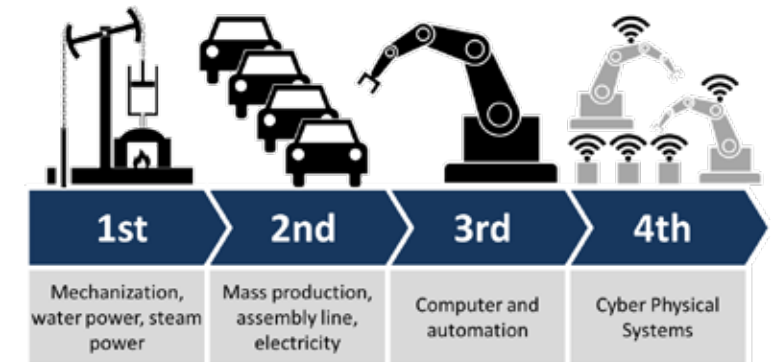 1st
2nd
3rd
4th
Mechanization,
water power, steam
power
Mass production,
assembly line,
electricity
Computer and
automation
Cyber Physical
Systems